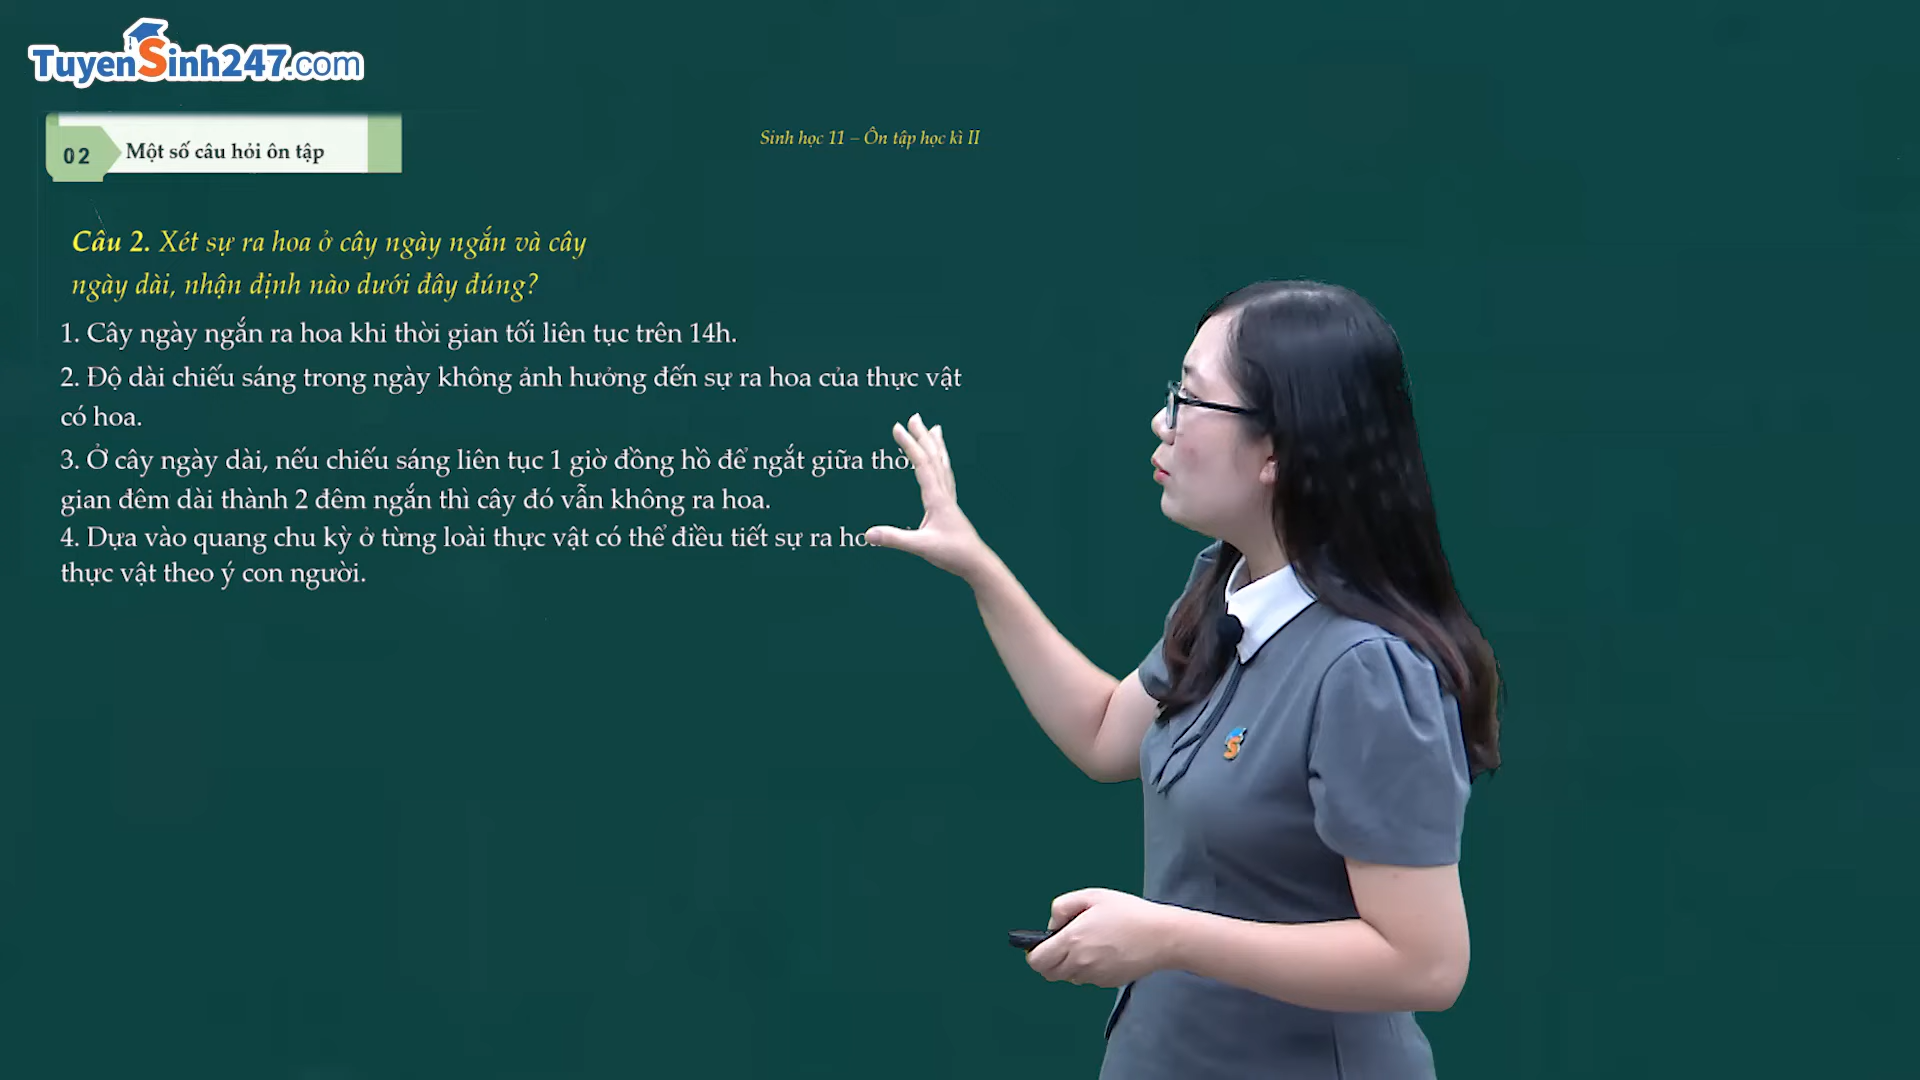 TuyenSinh247.com
02
Một số câu hỏi ôn tập
Sinh học 11 – Ôn tập học kì II
Câu 2. Xét sự ra hoa ở cây ngày ngắn và cây
ngày dài, nhận định nào dưới đây đúng?
1. Cây ngày ngắn ra hoa khi thời gian tối liên tục trên 14h.
2. Độ dài chiếu sáng trong ngày không ảnh hưởng đến sự ra hoa của thực vật
có hoa.
3. Ở cây ngày dài, nếu chiếu sáng liên tục 1 giờ đồng hồ để ngắt giữa
gian đêm dài thành 2 đêm ngắn thì cây đó vẫn không ra hoa.
4. Dựa vào quang chu kỳ ở từng loài thực vật có thể điều tiết sự ra
thực vật theo ý con người.